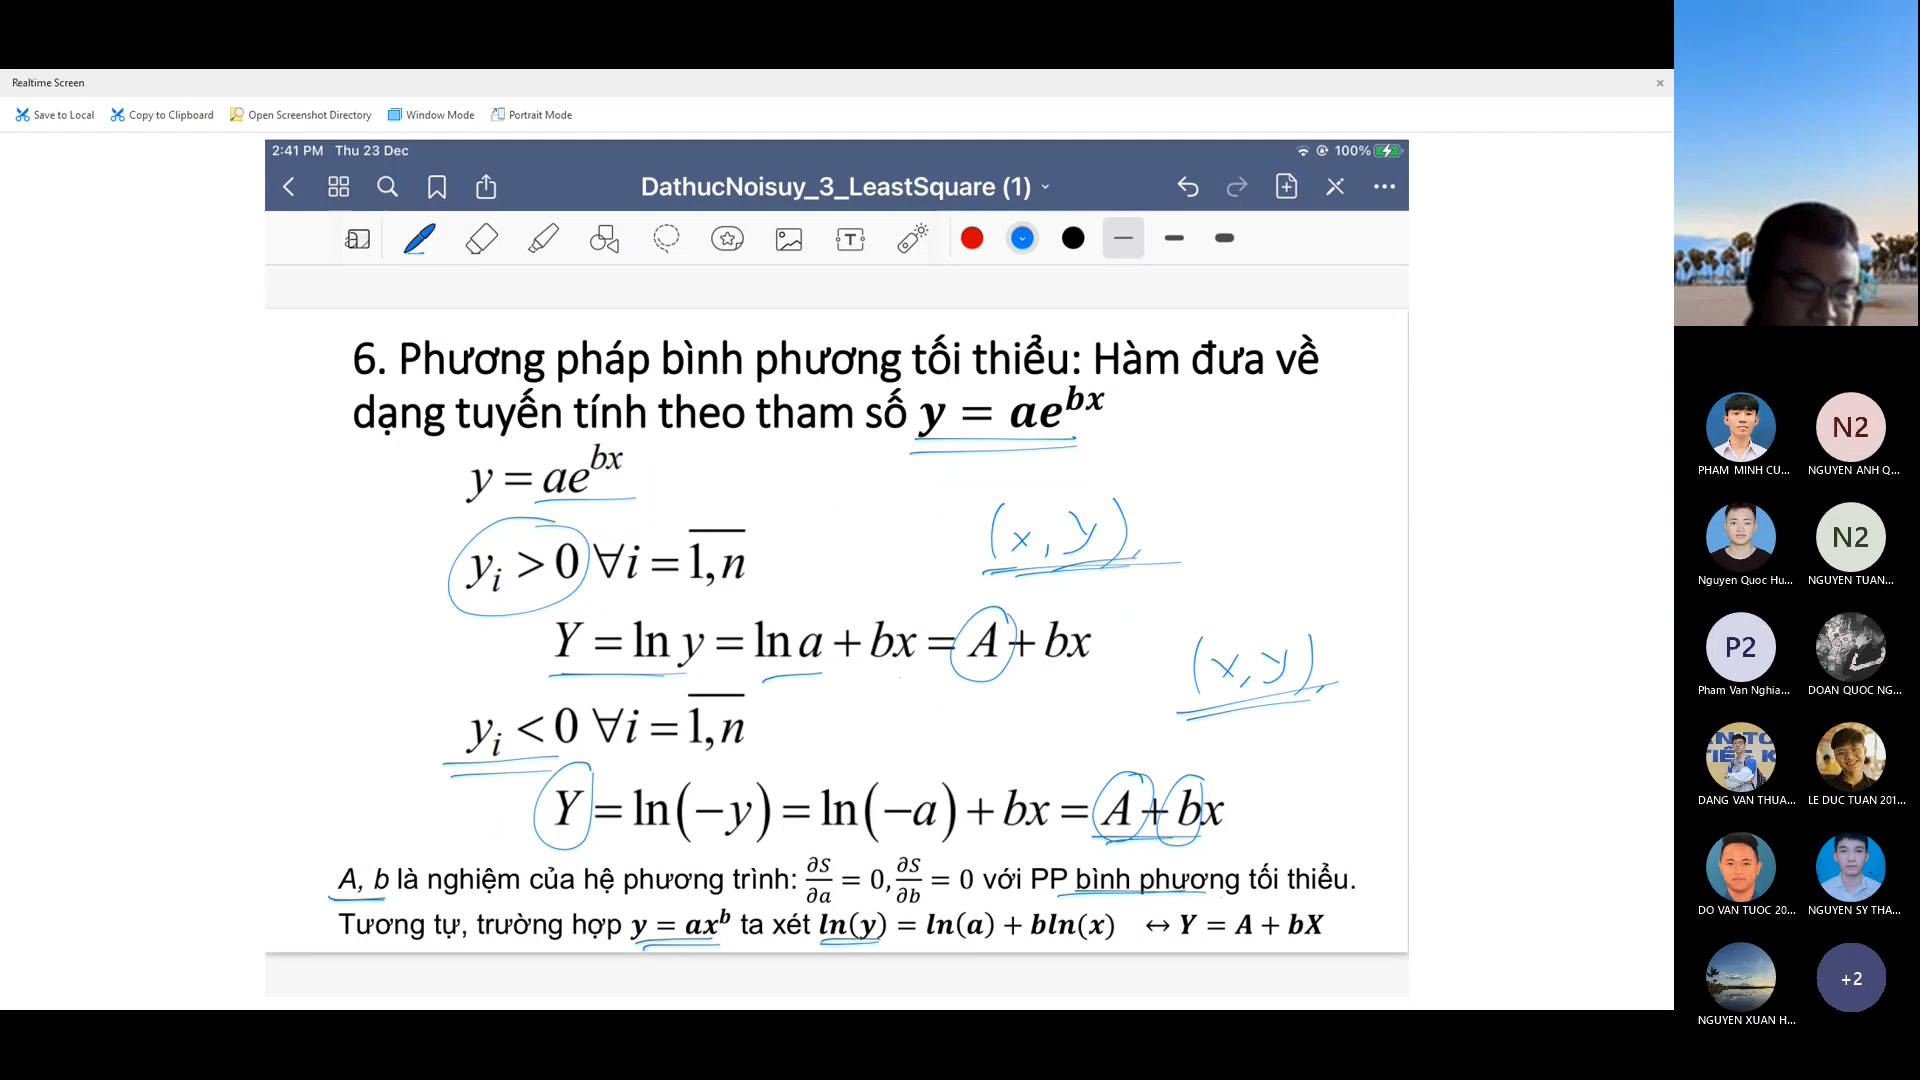 Realtime Screen
Save to Local Copy to Clipboard Open Screenshot Directory Window Mode Portrait Mode
2:41 PM Thu 23 Dec 100%
DathucNoisuy_3_LeastSquare (1)
6. Phương pháp bình phương tối thiểu: Hàm đưa về
dạng tuyến tính theo tham số y = ae^{bx}
y = ae^{bx}
(x, y)
y_i > 0 ∀i = \overline{1,n}
Y = ln y = ln a + bx = A + bx
(x, y)
y_i < 0 ∀i = \overline{1,n}
Y = ln(−y) = ln(−a) + bx = A + bx
A, b là nghiệm của hệ phương trình: ∂S/∂a = 0, ∂S/∂b = 0 với PP bình phương tối thiểu.
Tương tự, trường hợp y = ax^b ta xét ln(y) = ln(a) + bln(x) ↔ Y = A + bX
N2
PHAM MINH CU... NGUYEN ANH Q...
N2
Nguyen Quoc Hu... NGUYEN TUAN...
P2
Pham Van Nghia... DOAN QUOC NG...
DANG VAN THUA... LE DUC TUAN 201...
DO VAN TUOC 20... NGUYEN SY THA...
+2
NGUYEN XUAN H...